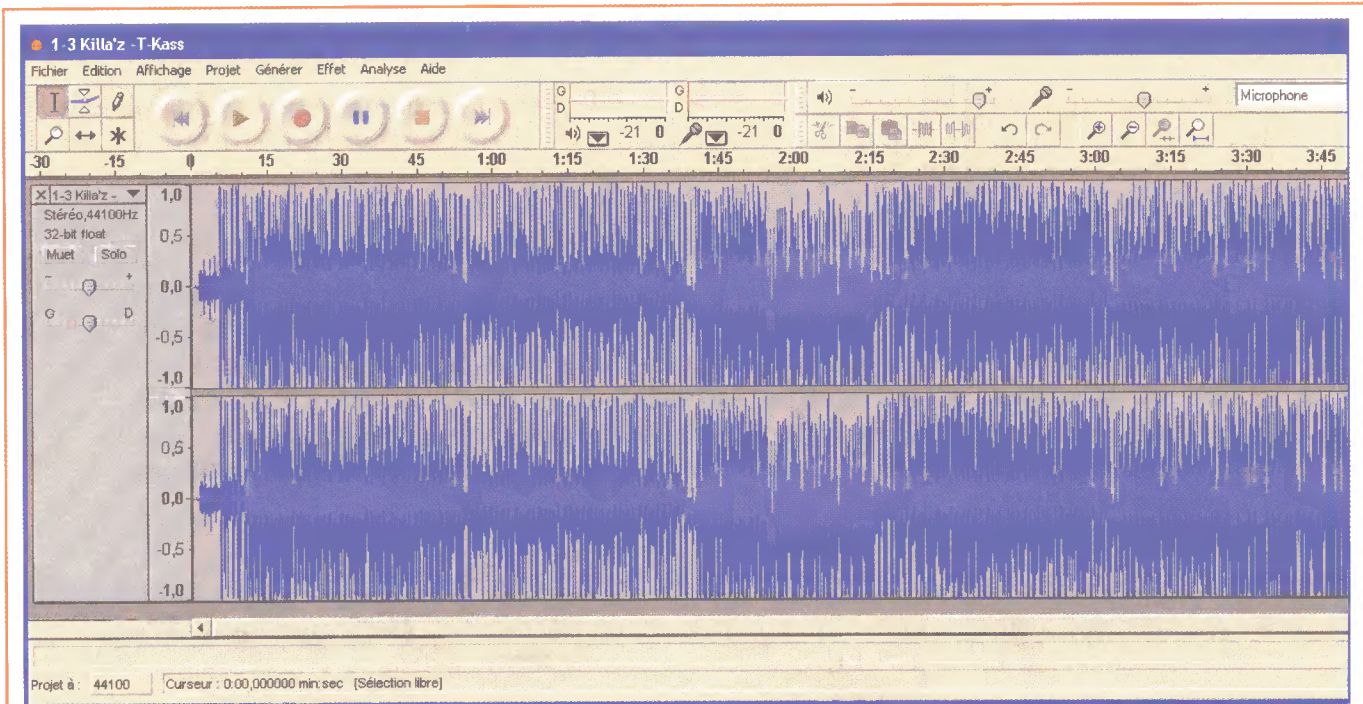 1-3 Killa'z -T-Kass
Fichier Edition Affichage Projet Générer Effet Analyse Aide
G
D
-21 0
G
D
-21 0
- +
- +
Microphone
-30 -15 0 15 30 45 1:00 1:15 1:30 1:45 2:00 2:15 2:30 2:45 3:00 3:15 3:30 3:45
X 1-3 Killa'z -
Stéréo,44100Hz
32-bit float
Muet Solo
- +
G D
1,0
0,5
0,0
-0,5
-1,0
1,0
0,5
0,0
-0,5
-1,0
Projet à : 44100 Curseur : 0:00,000000 min:sec [Sélection libre]